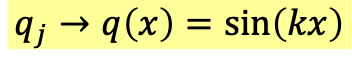 q_j → q(x) = sin(kx)